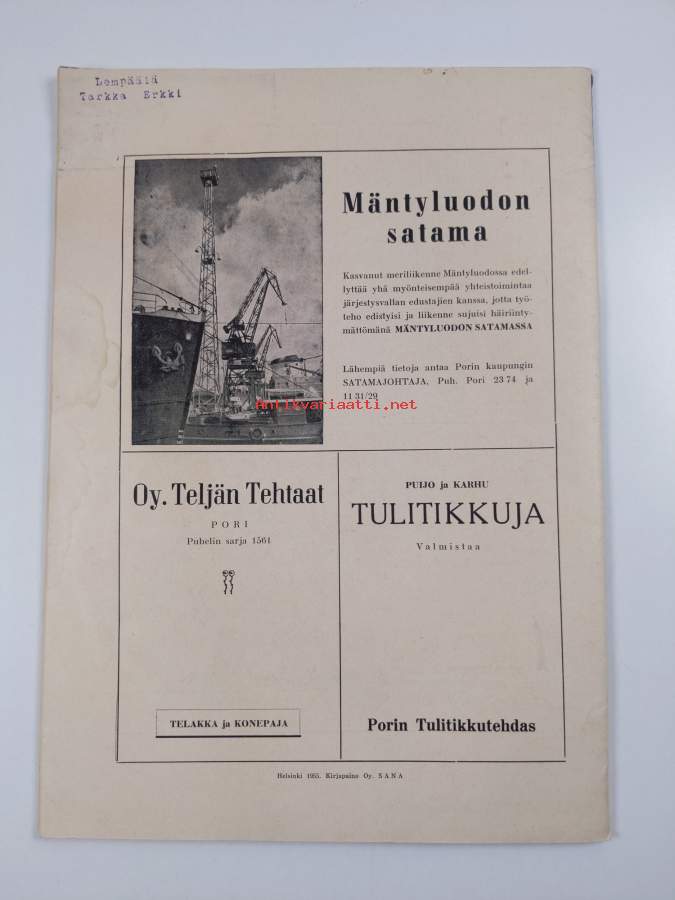 Lempäälä
Tarkka Erkki
Mäntyluodon
satama
Kasvanut meriliikenne Mäntyluodossa edel-
lyttää yhä myönteisempää yhteistoimintaa
järjestysvallan edustajien kanssa, jotta työ-
teho edistyisi ja liikenne sujuisi häiriinty-
mättömänä MÄNTYLUODON SATAMASSA
Lähempiä tietoja antaa Porin kaupungin
SATAMAJOHTAJA, Puh. Pori 23 74 ja
11 31/29
Antikvariaatti.net
Oy. Teljän Tehtaat
PORI
Puhelin sarja 1561
TELAKKA ja KONEPAJA
PUIJO ja KARHU
TULITIKKUJA
Valmistaa
Porin Tulitikkutehdas
Helsinki 1955. Kirjapaino Oy. SANA